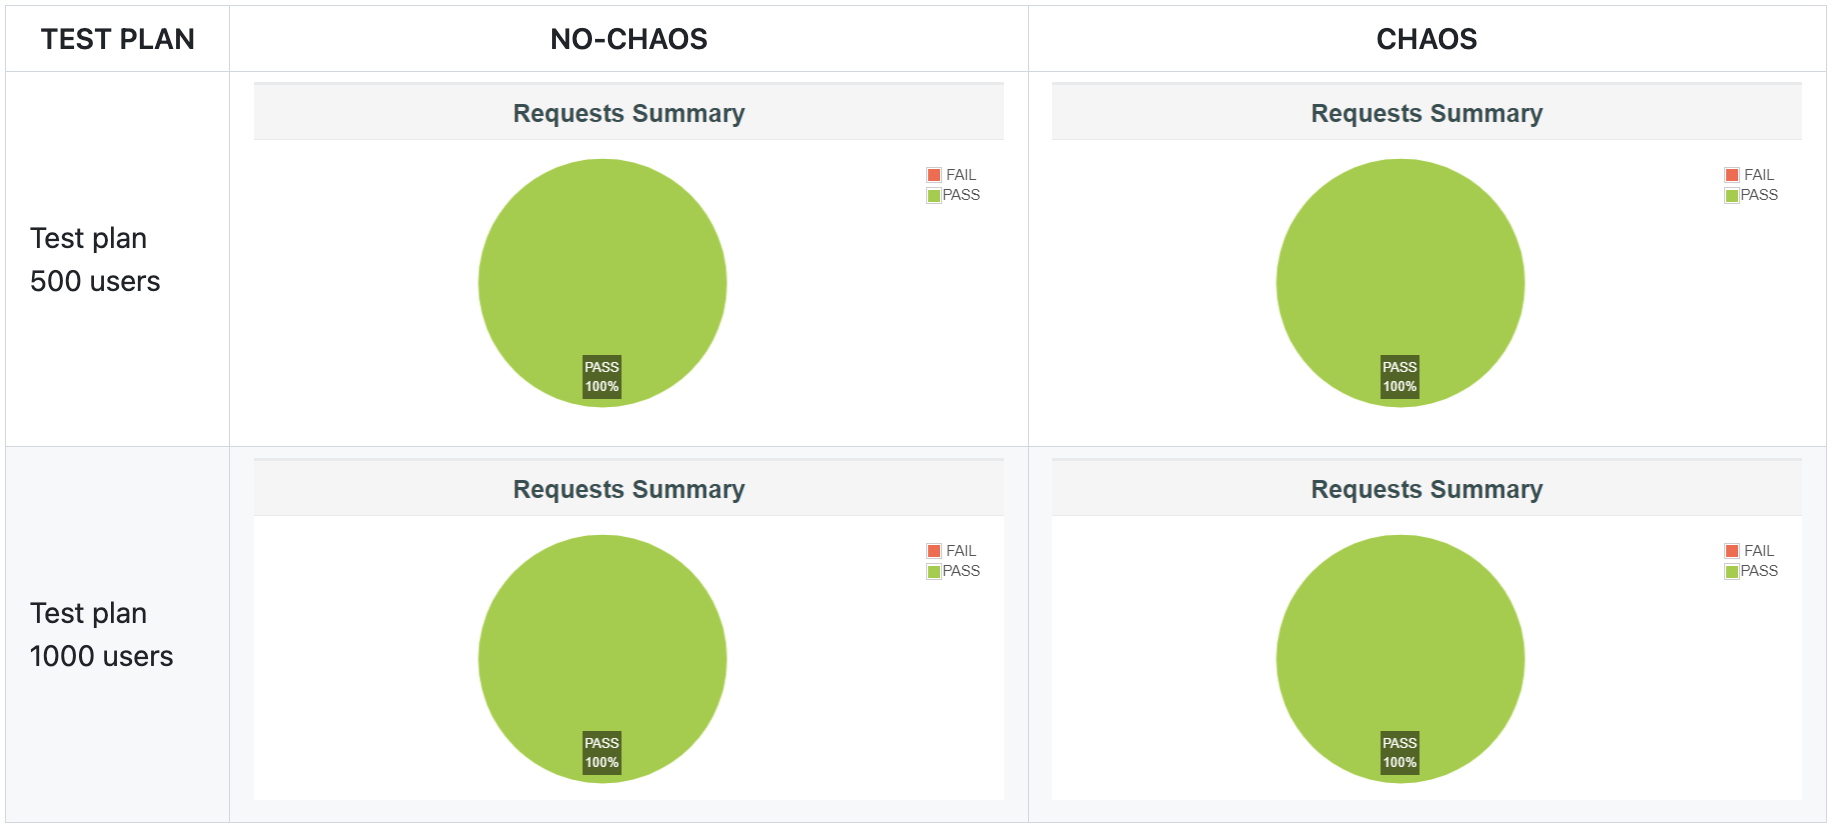 TEST PLAN
NO-CHAOS
CHAOS
Test plan
500 users
Requests Summary
FAIL
PASS
PASS
100%
Requests Summary
FAIL
PASS
PASS
100%
Test plan
1000 users
Requests Summary
FAIL
PASS
PASS
100%
Requests Summary
FAIL
PASS
PASS
100%